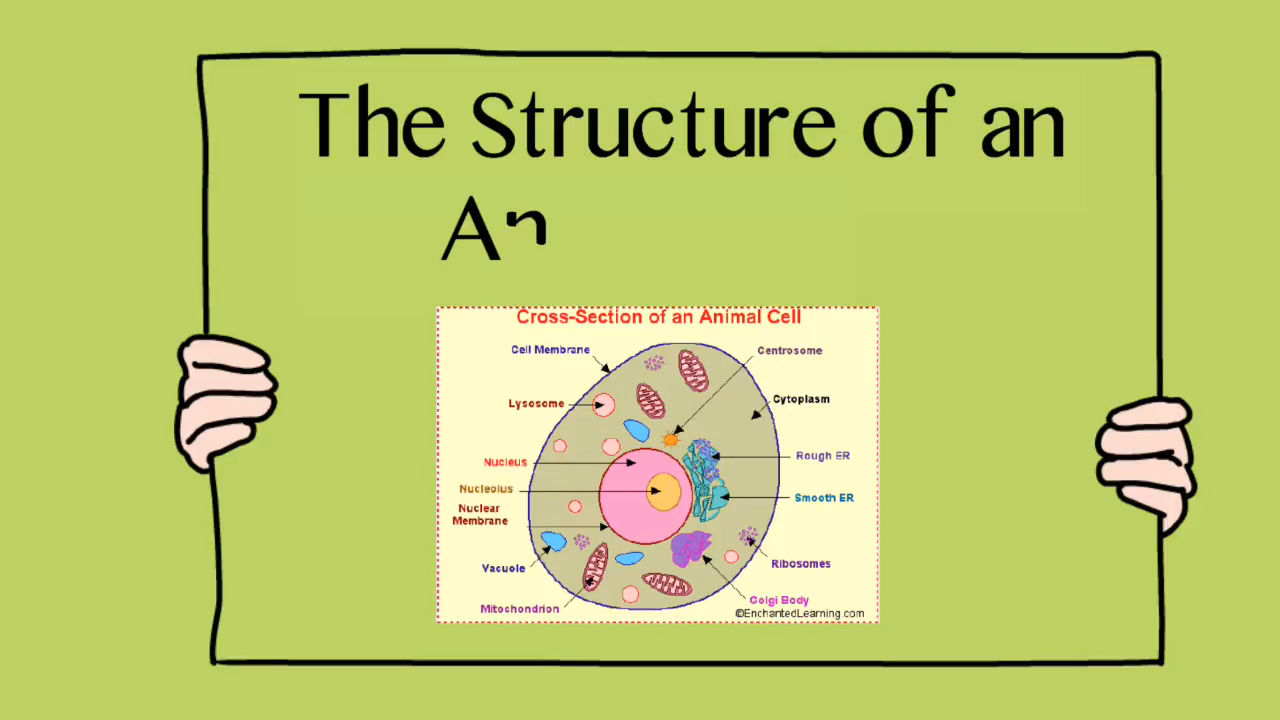 The Structure of an
An
Cross-Section of an Animal Cell
Cell Membrane
Centrosome
Lysosome
Cytoplasm
Rough ER
Nucleus
Nucleolus
Smooth ER
Nuclear
Membrane
Vacuole
Ribosomes
Mitochondrion
Golgi Body
©EnchantedLearning.com